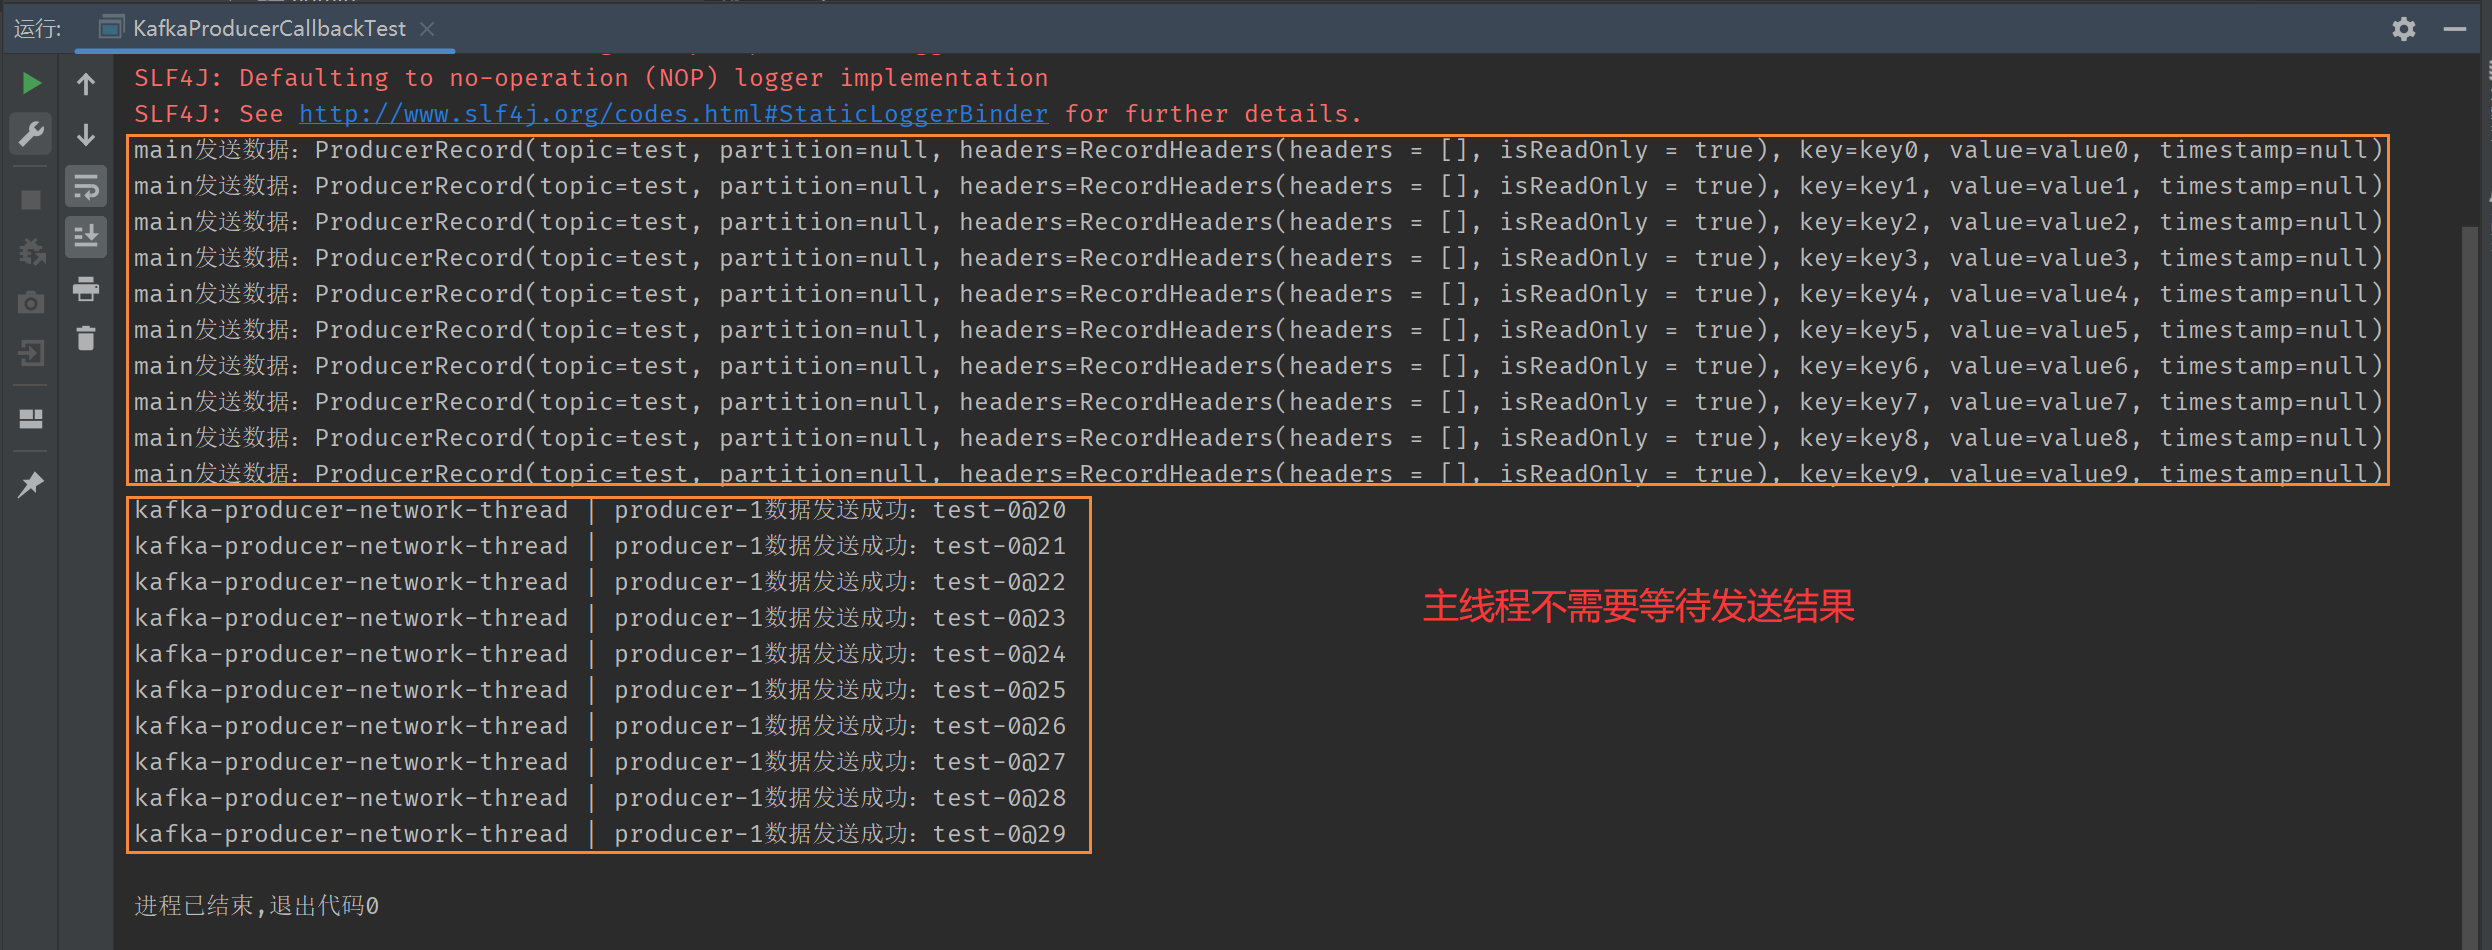 运行: KafkaProducerCallbackTest
SLF4J: Defaulting to no-operation (NOP) logger implementation
SLF4J: See http://www.slf4j.org/codes.html#StaticLoggerBinder for further details.
main发送数据: ProducerRecord(topic=test, partition=null, headers=RecordHeaders(headers = [], isReadOnly = true), key=key0, value=value0, timestamp=null)
main发送数据: ProducerRecord(topic=test, partition=null, headers=RecordHeaders(headers = [], isReadOnly = true), key=key1, value=value1, timestamp=null)
main发送数据: ProducerRecord(topic=test, partition=null, headers=RecordHeaders(headers = [], isReadOnly = true), key=key2, value=value2, timestamp=null)
main发送数据: ProducerRecord(topic=test, partition=null, headers=RecordHeaders(headers = [], isReadOnly = true), key=key3, value=value3, timestamp=null)
main发送数据: ProducerRecord(topic=test, partition=null, headers=RecordHeaders(headers = [], isReadOnly = true), key=key4, value=value4, timestamp=null)
main发送数据: ProducerRecord(topic=test, partition=null, headers=RecordHeaders(headers = [], isReadOnly = true), key=key5, value=value5, timestamp=null)
main发送数据: ProducerRecord(topic=test, partition=null, headers=RecordHeaders(headers = [], isReadOnly = true), key=key6, value=value6, timestamp=null)
main发送数据: ProducerRecord(topic=test, partition=null, headers=RecordHeaders(headers = [], isReadOnly = true), key=key7, value=value7, timestamp=null)
main发送数据: ProducerRecord(topic=test, partition=null, headers=RecordHeaders(headers = [], isReadOnly = true), key=key8, value=value8, timestamp=null)
main发送数据: ProducerRecord(topic=test, partition=null, headers=RecordHeaders(headers = [], isReadOnly = true), key=key9, value=value9, timestamp=null)
kafka-producer-network-thread | producer-1数据发送成功: test-0@20
kafka-producer-network-thread | producer-1数据发送成功: test-0@21
kafka-producer-network-thread | producer-1数据发送成功: test-0@22
kafka-producer-network-thread | producer-1数据发送成功: test-0@23
kafka-producer-network-thread | producer-1数据发送成功: test-0@24
kafka-producer-network-thread | producer-1数据发送成功: test-0@25
kafka-producer-network-thread | producer-1数据发送成功: test-0@26
kafka-producer-network-thread | producer-1数据发送成功: test-0@27
kafka-producer-network-thread | producer-1数据发送成功: test-0@28
kafka-producer-network-thread | producer-1数据发送成功: test-0@29
主线程不需要等待发送结果
进程已结束,退出代码0